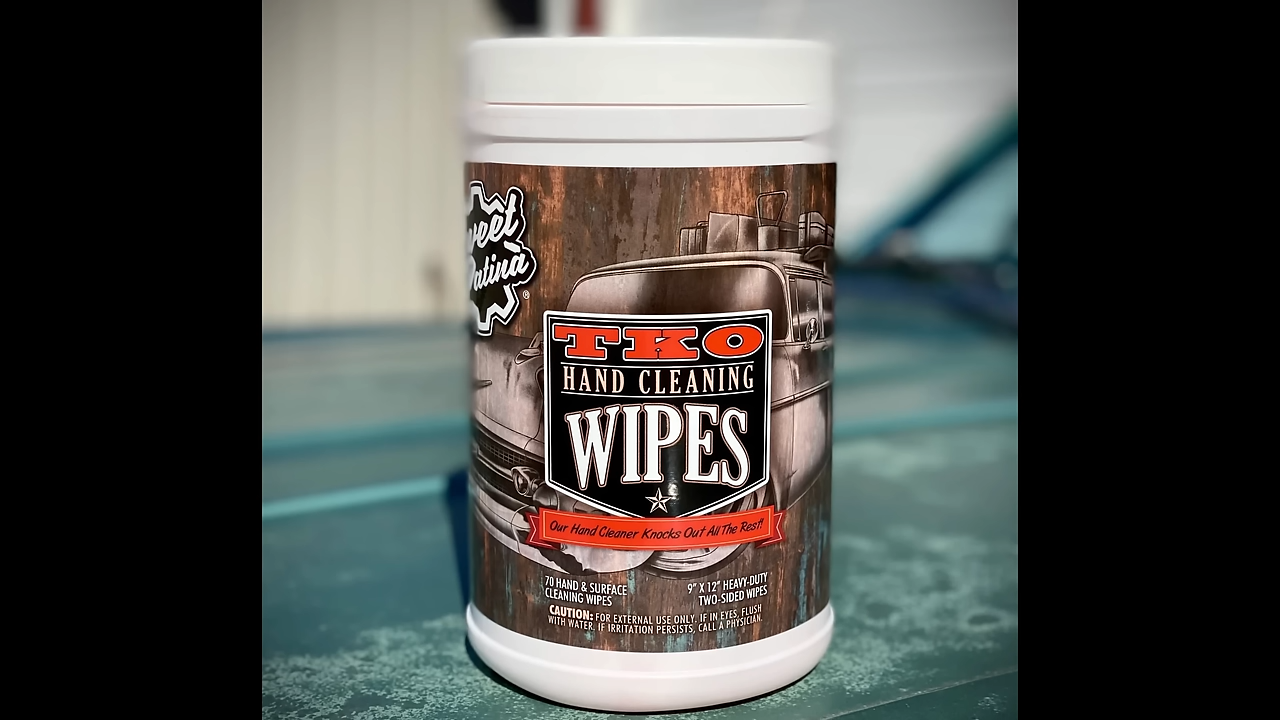 Patina
®
TKO
HAND CLEANING
WIPES
Our Hand Cleaner Knocks Out All The Rest!
70 HAND & SURFACE
CLEANING WIPES
9" X 12" HEAVY-DUTY
TWO-SIDED WIPES
CAUTION: FOR EXTERNAL USE ONLY. IF IN EYES, FLUSH
WITH WATER. IF IRRITATION PERSISTS, CALL A PHYSICIAN.